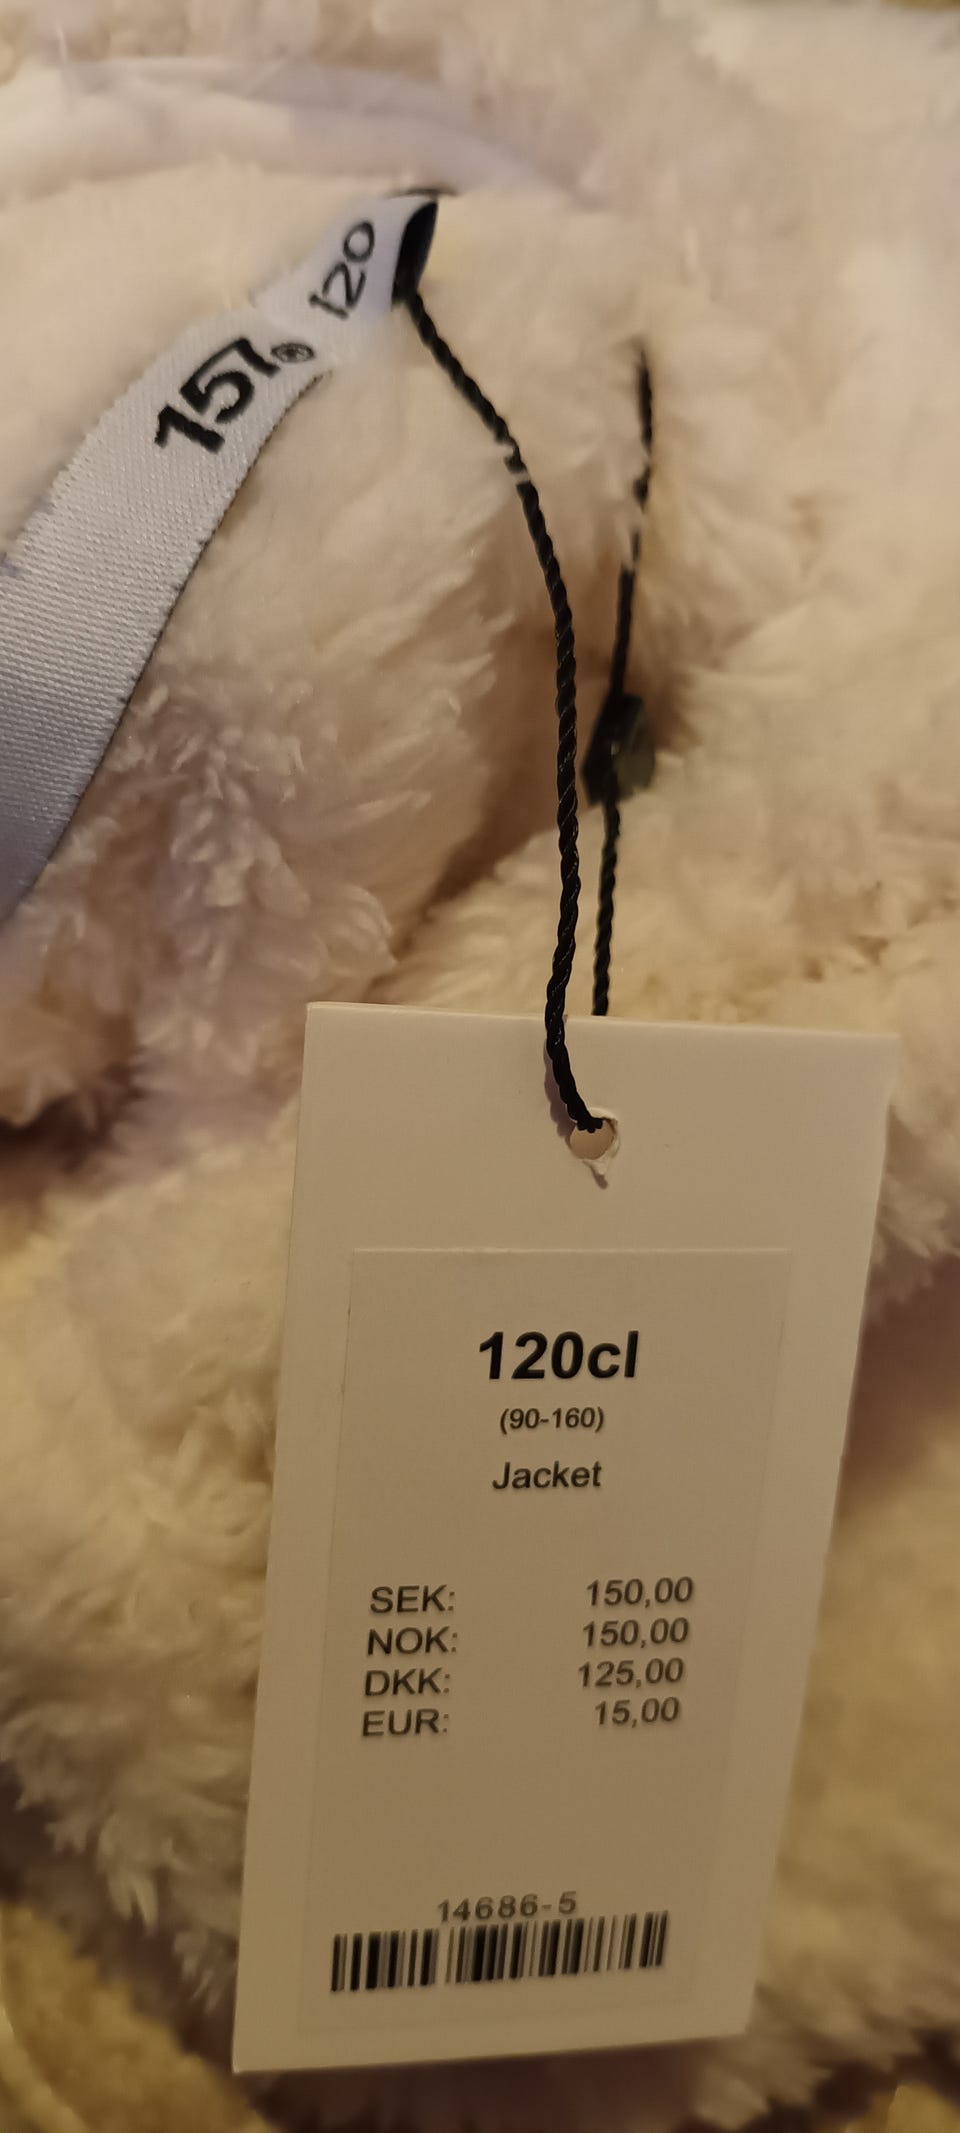 120
157®
120cl
(90-160)
Jacket
SEK: 150,00
NOK: 150,00
DKK: 125,00
EUR: 15,00
14686-5